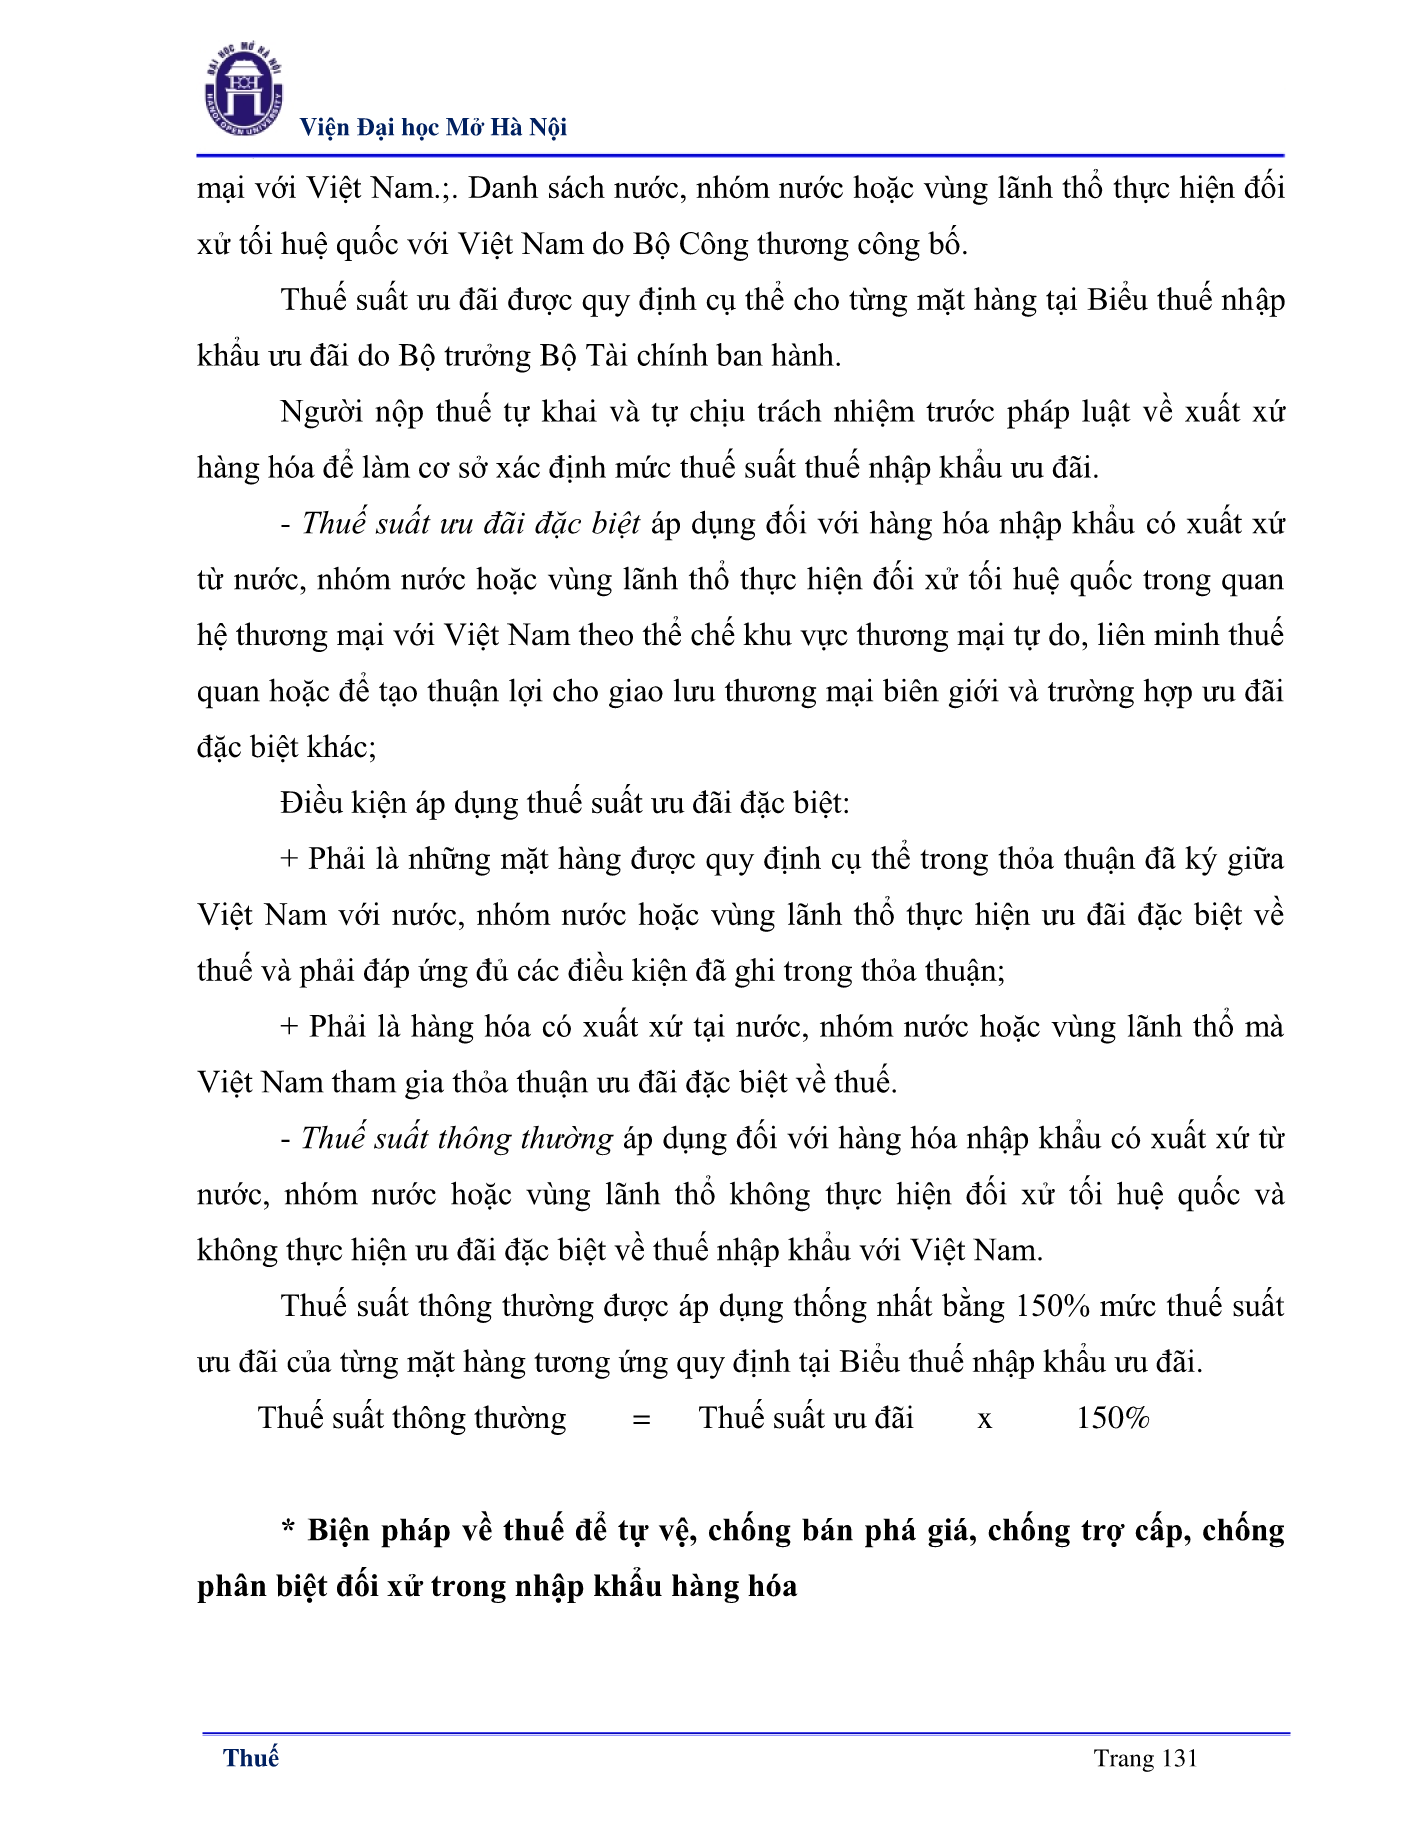 ĐẠI HỌC MỞ HÀ NỘI
HANOI OPEN UNIVERSITY
Viện Đại học Mở Hà Nội
mại với Việt Nam.;. Danh sách nước, nhóm nước hoặc vùng lãnh thổ thực hiện đối
xử tối huệ quốc với Việt Nam do Bộ Công thương công bố.
Thuế suất ưu đãi được quy định cụ thể cho từng mặt hàng tại Biểu thuế nhập
khẩu ưu đãi do Bộ trưởng Bộ Tài chính ban hành.
Người nộp thuế tự khai và tự chịu trách nhiệm trước pháp luật về xuất xứ
hàng hóa để làm cơ sở xác định mức thuế suất thuế nhập khẩu ưu đãi.
- Thuế suất ưu đãi đặc biệt áp dụng đối với hàng hóa nhập khẩu có xuất xứ
từ nước, nhóm nước hoặc vùng lãnh thổ thực hiện đối xử tối huệ quốc trong quan
hệ thương mại với Việt Nam theo thể chế khu vực thương mại tự do, liên minh thuế
quan hoặc để tạo thuận lợi cho giao lưu thương mại biên giới và trường hợp ưu đãi
đặc biệt khác;
Điều kiện áp dụng thuế suất ưu đãi đặc biệt:
+ Phải là những mặt hàng được quy định cụ thể trong thỏa thuận đã ký giữa
Việt Nam với nước, nhóm nước hoặc vùng lãnh thổ thực hiện ưu đãi đặc biệt về
thuế và phải đáp ứng đủ các điều kiện đã ghi trong thỏa thuận;
+ Phải là hàng hóa có xuất xứ tại nước, nhóm nước hoặc vùng lãnh thổ mà
Việt Nam tham gia thỏa thuận ưu đãi đặc biệt về thuế.
- Thuế suất thông thường áp dụng đối với hàng hóa nhập khẩu có xuất xứ từ
nước, nhóm nước hoặc vùng lãnh thổ không thực hiện đối xử tối huệ quốc và
không thực hiện ưu đãi đặc biệt về thuế nhập khẩu với Việt Nam.
Thuế suất thông thường được áp dụng thống nhất bằng 150% mức thuế suất
ưu đãi của từng mặt hàng tương ứng quy định tại Biểu thuế nhập khẩu ưu đãi.
Thuế suất thông thường = Thuế suất ưu đãi x 150%
* Biện pháp về thuế để tự vệ, chống bán phá giá, chống trợ cấp, chống
phân biệt đối xử trong nhập khẩu hàng hóa
Thuế Trang 131